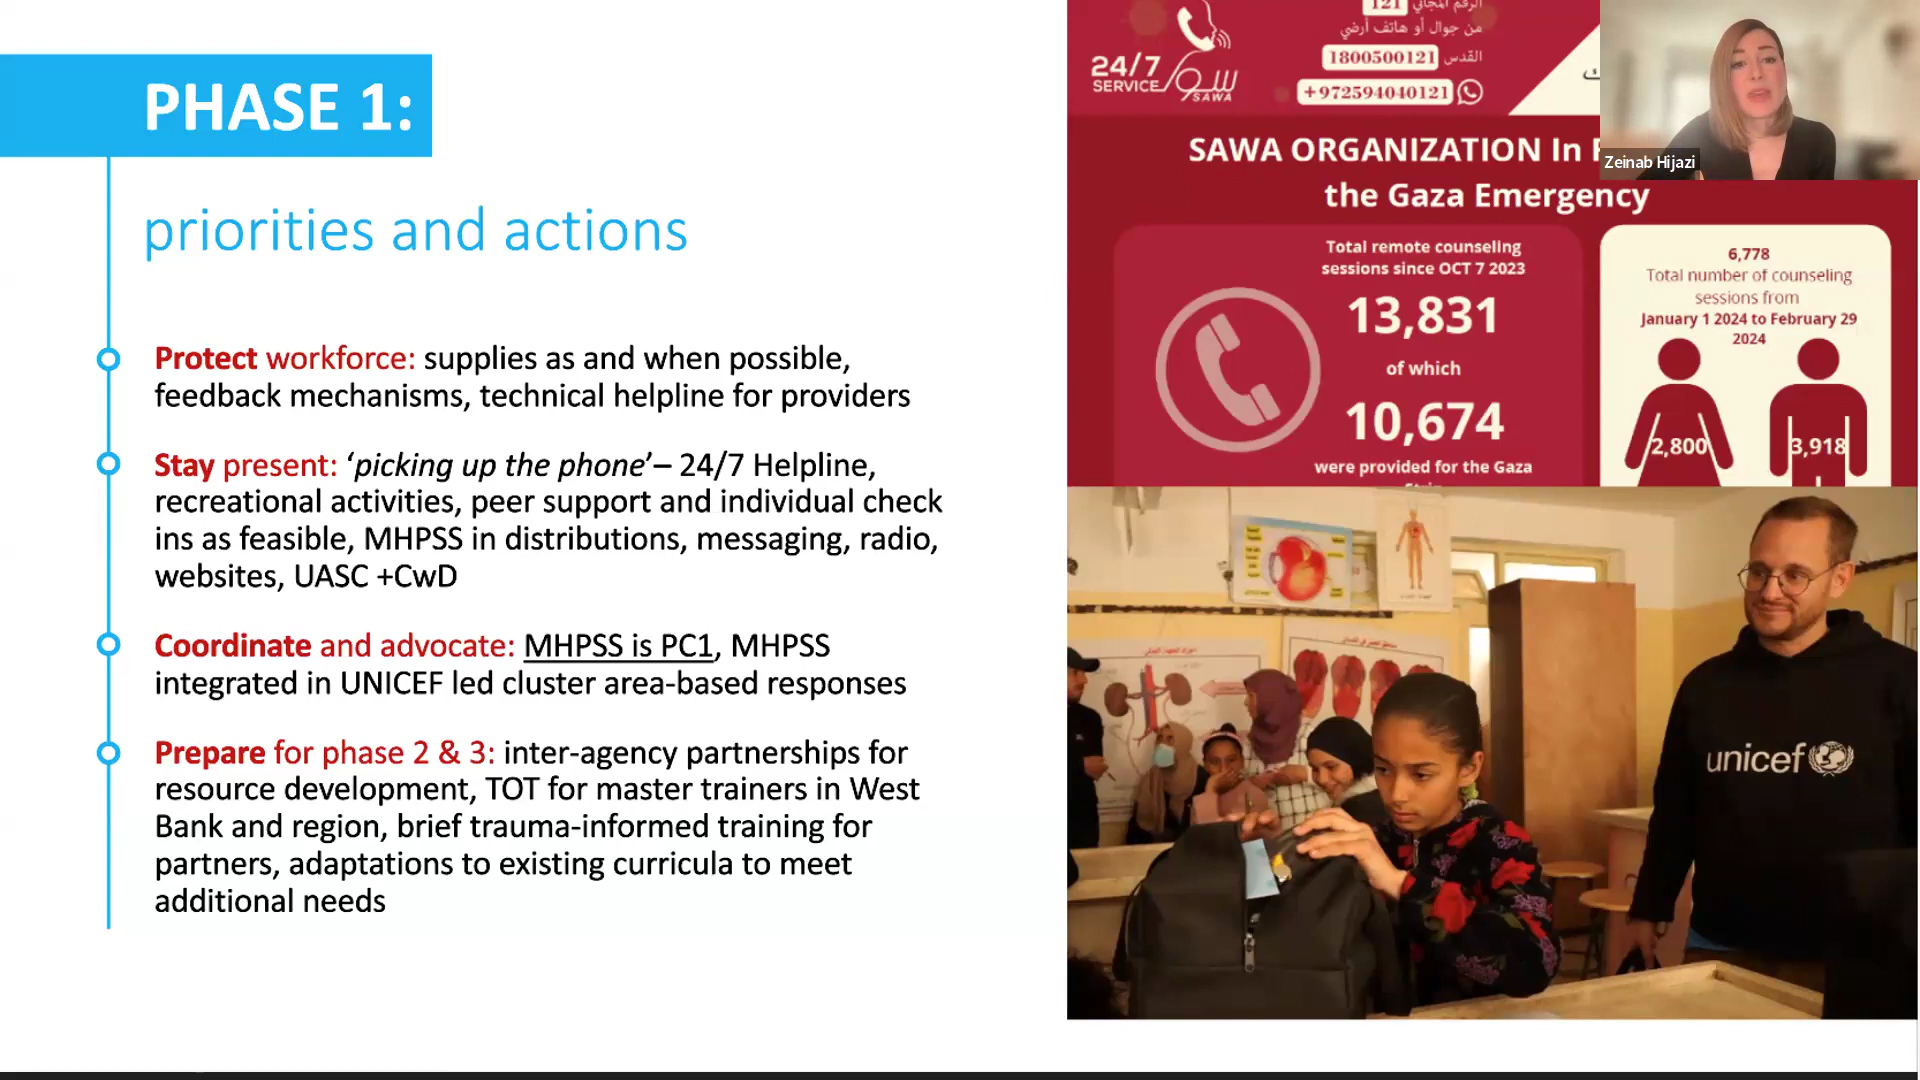 PHASE 1:
priorities and actions
Protect workforce: supplies as and when possible,
feedback mechanisms, technical helpline for providers
Stay present: ‘picking up the phone’– 24/7 Helpline,
recreational activities, peer support and individual check
ins as feasible, MHPSS in distributions, messaging, radio,
websites, UASC +CwD
Coordinate and advocate: MHPSS is PC1, MHPSS
integrated in UNICEF led cluster area-based responses
Prepare for phase 2 & 3: inter-agency partnerships for
resource development, TOT for master trainers in West
Bank and region, brief trauma-informed training for
partners, adaptations to existing curricula to meet
additional needs
الرقم المجاني 121
من جوال أو هاتف أرضي
القدس 1800500121
+972594040121
24/7
SERVICE
سوا
SAWA
SAWA ORGANIZATION In
the Gaza Emergency
Total remote counseling
sessions since OCT 7 2023
13,831
of which
10,674
were provided for the Gaza
6,778
Total number of counseling
sessions from
January 1 2024 to February 29
2024
2,800
3,918
Zeinab Hijazi
unicef